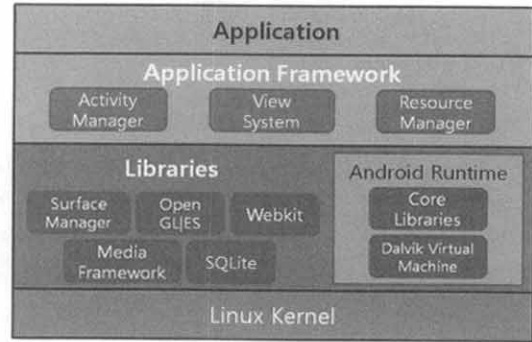 Application
Application Framework
Activity
Manager
View
System
Resource
Manager
Libraries
Surface
Manager
Open
GL|ES
Webkit
Media
Framework
SQLite
Android Runtime
Core
Libraries
Dalvik Virtual
Machine
Linux Kernel